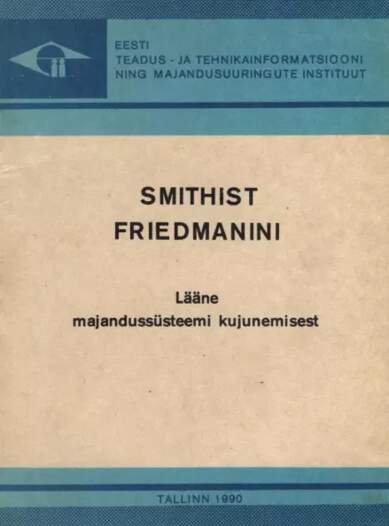 EESTI
TEADUS - JA TEHNIKAINFORMATSIOONI
NING MAJANDUSUURINGUTE INSTITUUT
SMITHIST
FRIEDMANINI
Lääne
majandussüsteemi kujunemisest
TALLINN 1990